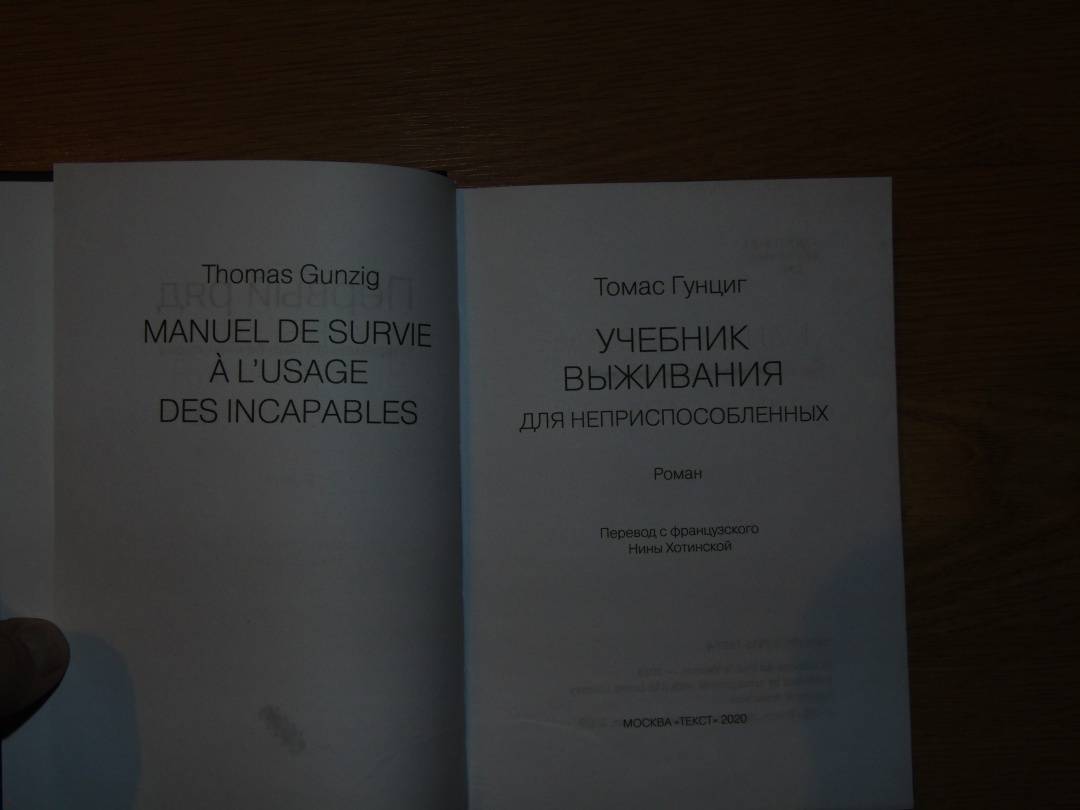 Thomas Gunzig
MANUEL DE SURVIE
À L'USAGE
DES INCAPABLES
Томас Гунциг
УЧЕБНИК
ВЫЖИВАНИЯ
ДЛЯ НЕПРИСПОСОБЛЕННЫХ
Роман
Перевод с французского
Нины Хотинской
МОСКВА «ТЕКСТ» 2020